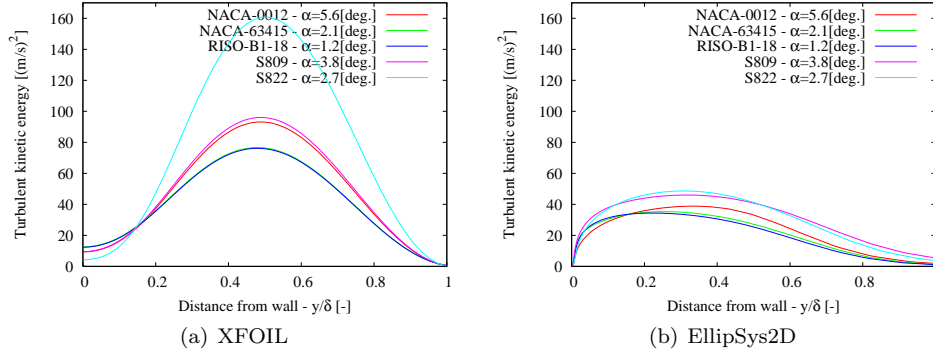 NACA-0012 - α=5.6[deg.]
NACA-63415 - α=2.1[deg.]
RISO-B1-18 - α=1.2[deg.]
S809 - α=3.8[deg.]
S822 - α=2.7[deg.]
Turbulent kinetic energy [(m/s)²]
160
140
120
100
80
60
40
20
0
0 0.2 0.4 0.6 0.8 1
Distance from wall - y/δ [-]
(a) XFOIL
NACA-0012 - α=5.6[deg.]
NACA-63415 - α=2.1[deg.]
RISO-B1-18 - α=1.2[deg.]
S809 - α=3.8[deg.]
S822 - α=2.7[deg.]
Turbulent kinetic energy [(m/s)²]
160
140
120
100
80
60
40
20
0
0 0.2 0.4 0.6 0.8
Distance from wall - y/δ [-]
(b) EllipSys2D